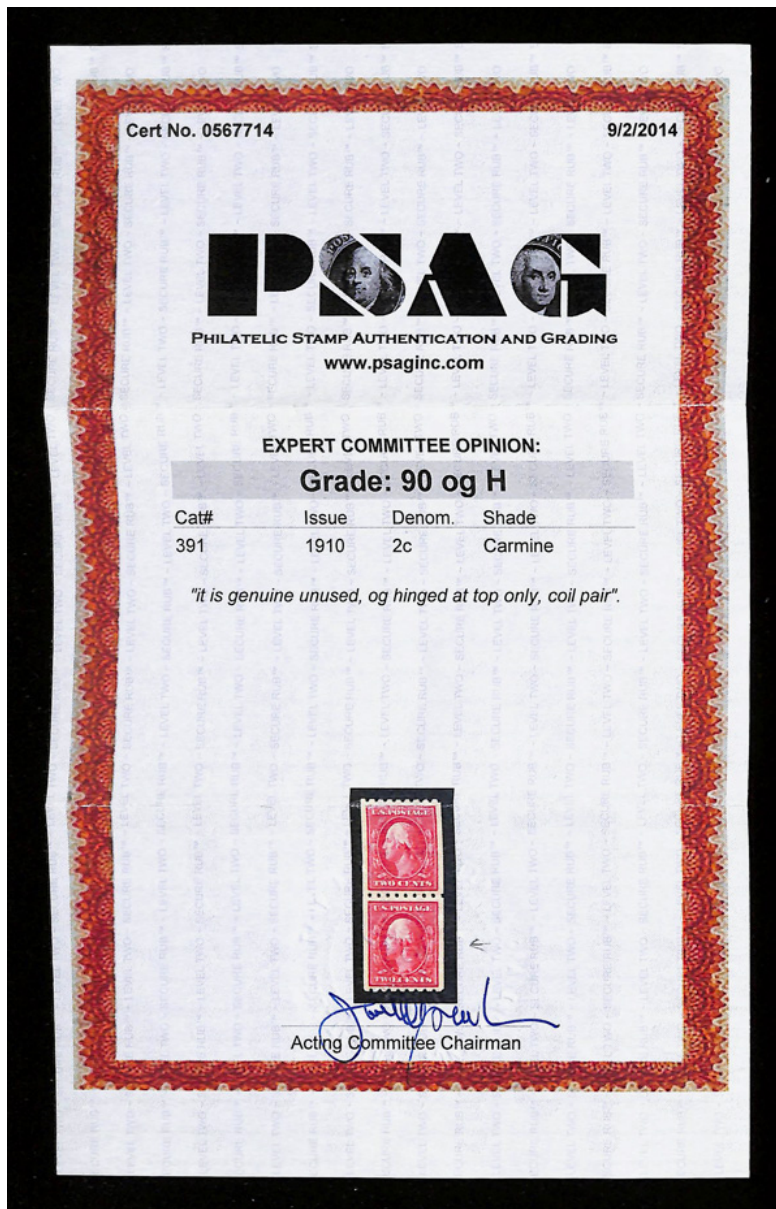 Cert No. 0567714 9/2/2014
PSAG
PHILATELIC STAMP AUTHENTICATION AND GRADING
www.psaginc.com
EXPERT COMMITTEE OPINION:
Grade: 90 og H
Cat# Issue Denom. Shade
391 1910 2c Carmine
"it is genuine unused, og hinged at top only, coil pair".
U.S.POSTAGE
TWO CENTS
U.S.POSTAGE
TWO CENTS
Acting Committee Chairman